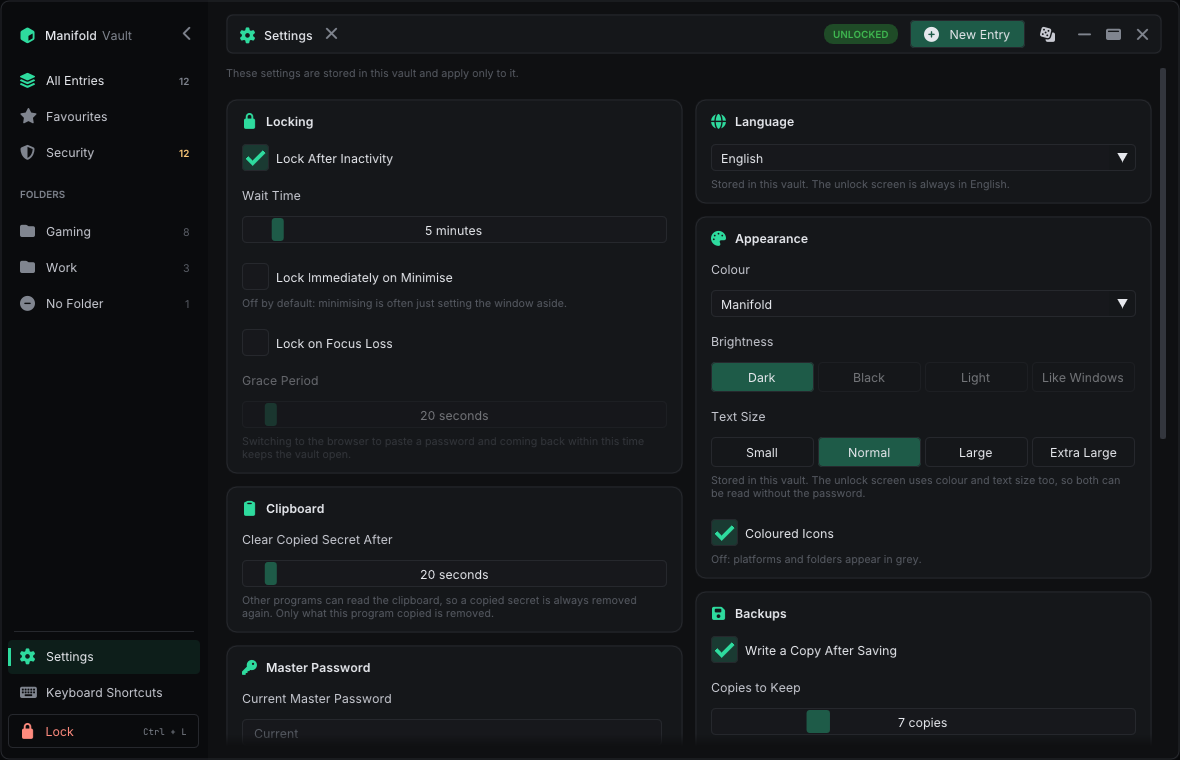 Manifold Vault
All Entries 12
Favourites
Security 12
FOLDERS
Gaming 8
Work 3
No Folder 1
Settings
Keyboard Shortcuts
Lock Ctrl + L
Settings
UNLOCKED
New Entry
These settings are stored in this vault and apply only to it.
Locking
Lock After Inactivity
Wait Time
5 minutes
Lock Immediately on Minimise
Off by default: minimising is often just setting the window aside.
Lock on Focus Loss
Grace Period
20 seconds
Switching to the browser to paste a password and coming back within this time
keeps the vault open.
Clipboard
Clear Copied Secret After
20 seconds
Other programs can read the clipboard, so a copied secret is always removed
again. Only what this program copied is removed.
Master Password
Current Master Password
Current
Language
English
Stored in this vault. The unlock screen is always in English.
Appearance
Colour
Manifold
Brightness
Dark Black Light Like Windows
Text Size
Small Normal Large Extra Large
Stored in this vault. The unlock screen uses colour and text size too, so both can
be read without the password.
Coloured Icons
Off: platforms and folders appear in grey.
Backups
Write a Copy After Saving
Copies to Keep
7 copies